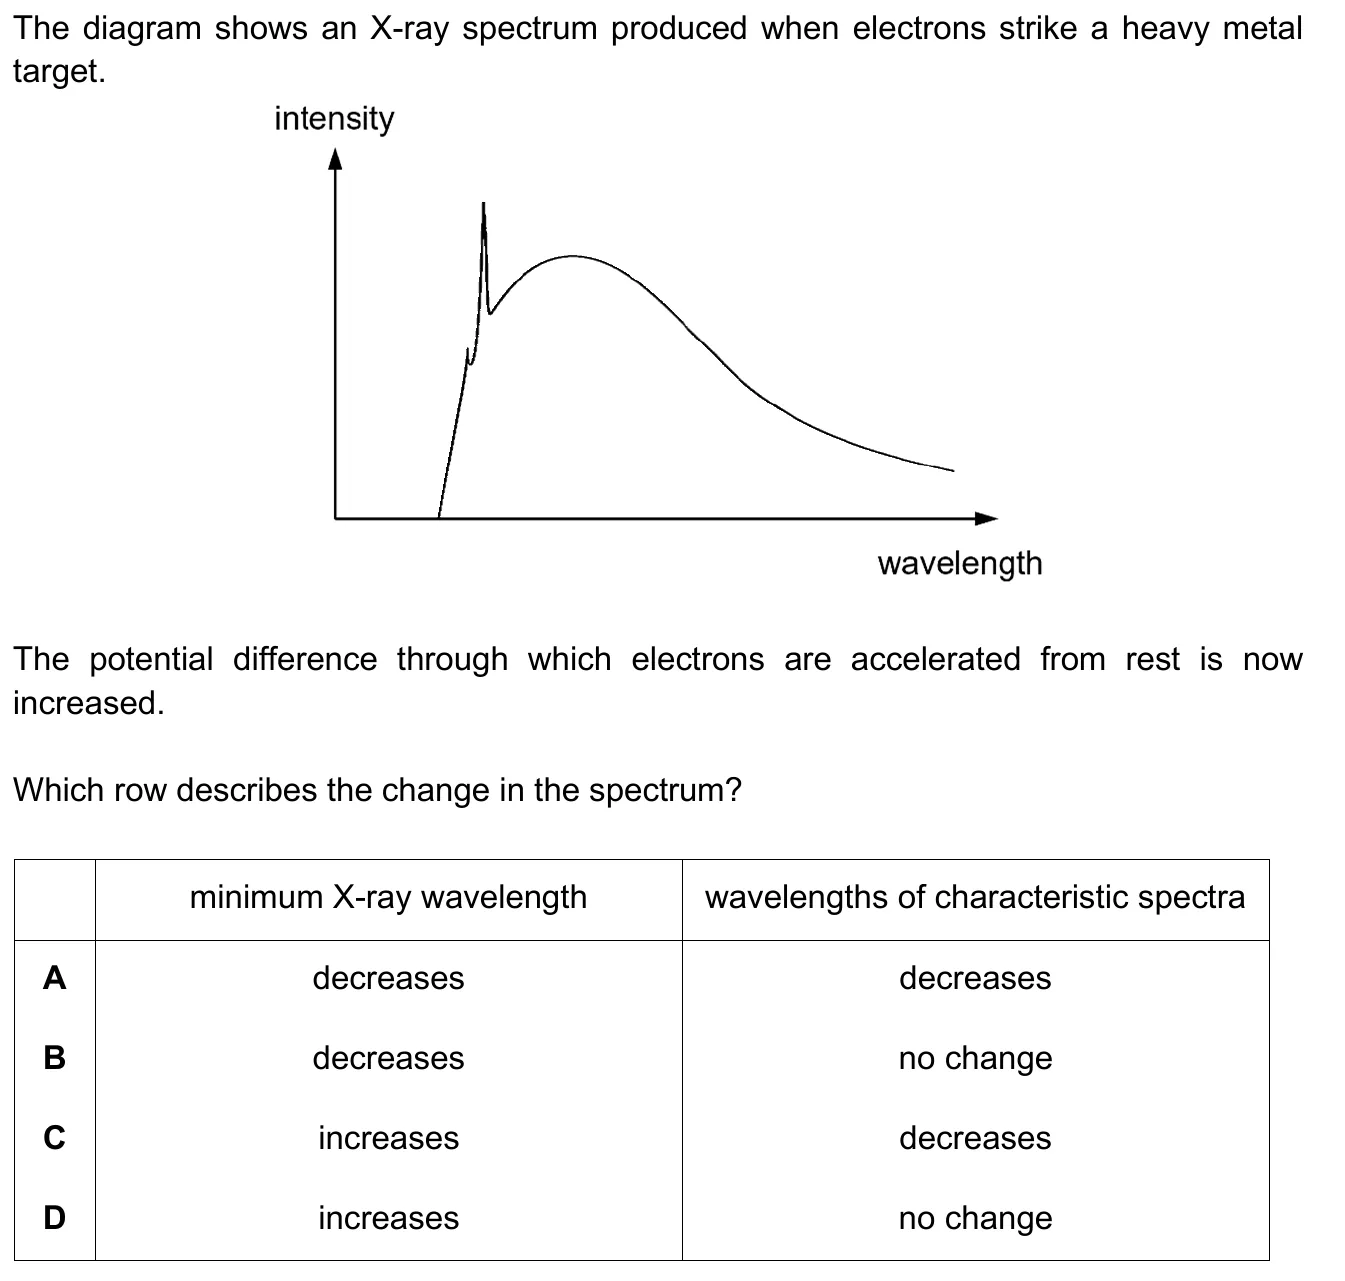 The diagram shows an X-ray spectrum produced when electrons strike a heavy metal
target.
intensity
wavelength
The potential difference through which electrons are accelerated from rest is now
increased.
Which row describes the change in the spectrum?
minimum X-ray wavelength wavelengths of characteristic spectra
A decreases decreases
B decreases no change
C increases decreases
D increases no change